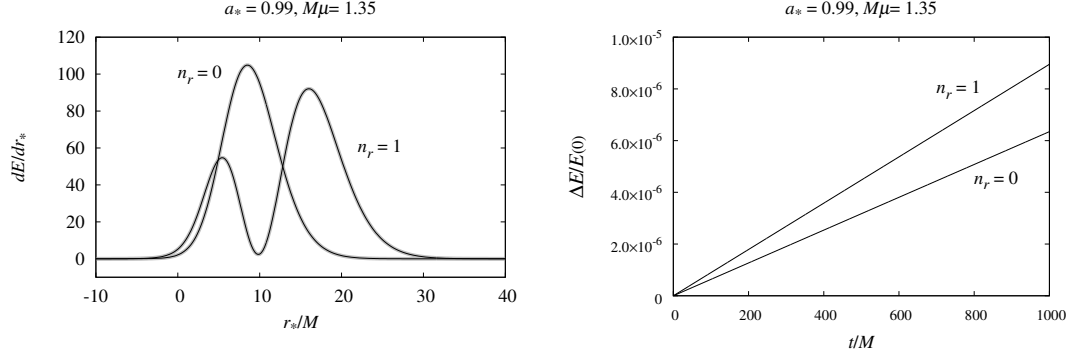 a* = 0.99, Mμ= 1.35
120
100
80
60
40
20
0
dE/dr*
n_r = 0
n_r = 1
-10 0 10 20 30 40
r*/M
a* = 0.99, Mμ= 1.35
1.0×10⁻⁵
8.0×10⁻⁶
6.0×10⁻⁶
4.0×10⁻⁶
2.0×10⁻⁶
0
ΔE/E(0)
n_r = 1
n_r = 0
0 200 400 600 800 1000
t/M